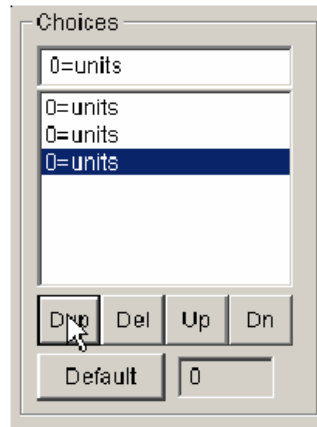 Choices
0=units
0=units
0=units
0=units
Dup Del Up Dn
Default 0